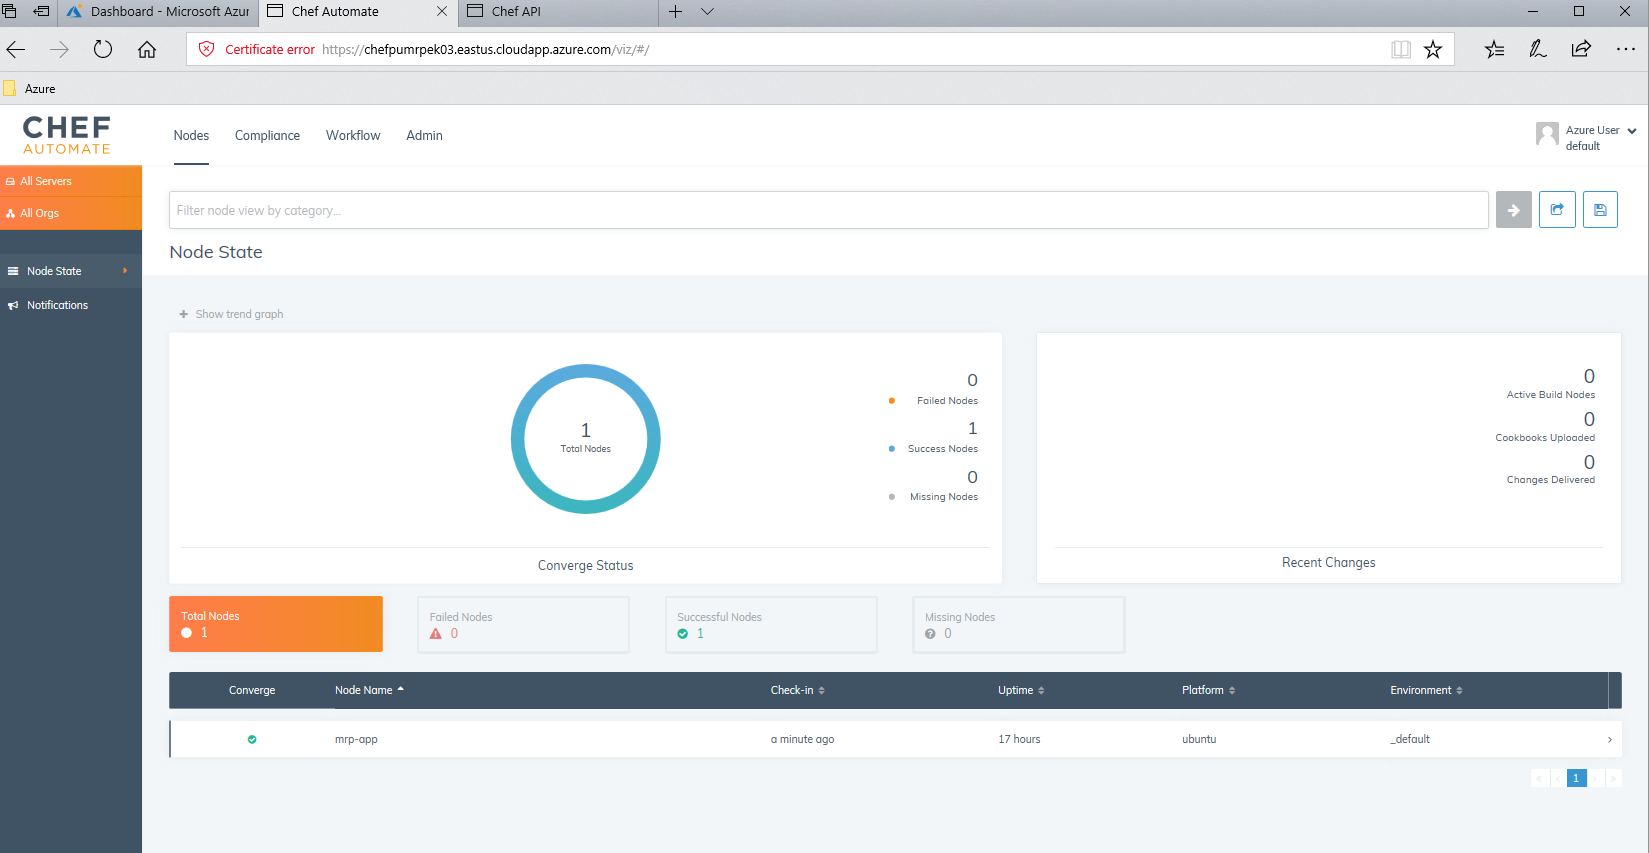 Dashboard - Microsoft Azur
Chef Automate
Chef API
Certificate error https://chefpumrpek03.eastus.cloudapp.azure.com/viz/#/
Azure
CHEF
AUTOMATE
Nodes Compliance Workflow Admin
Azure User
default
All Servers
All Orgs
Node State
Notifications
Filter node view by category...
Node State
+ Show trend graph
1
Total Nodes
0
Failed Nodes
1
Success Nodes
0
Missing Nodes
Converge Status
0
Active Build Nodes
0
Cookbooks Uploaded
0
Changes Delivered
Recent Changes
Total Nodes
1
Failed Nodes
0
Successful Nodes
1
Missing Nodes
0
Converge Node Name Check-in Uptime Platform Environment
mrp-app a minute ago 17 hours ubuntu _default
« ‹ 1 › »